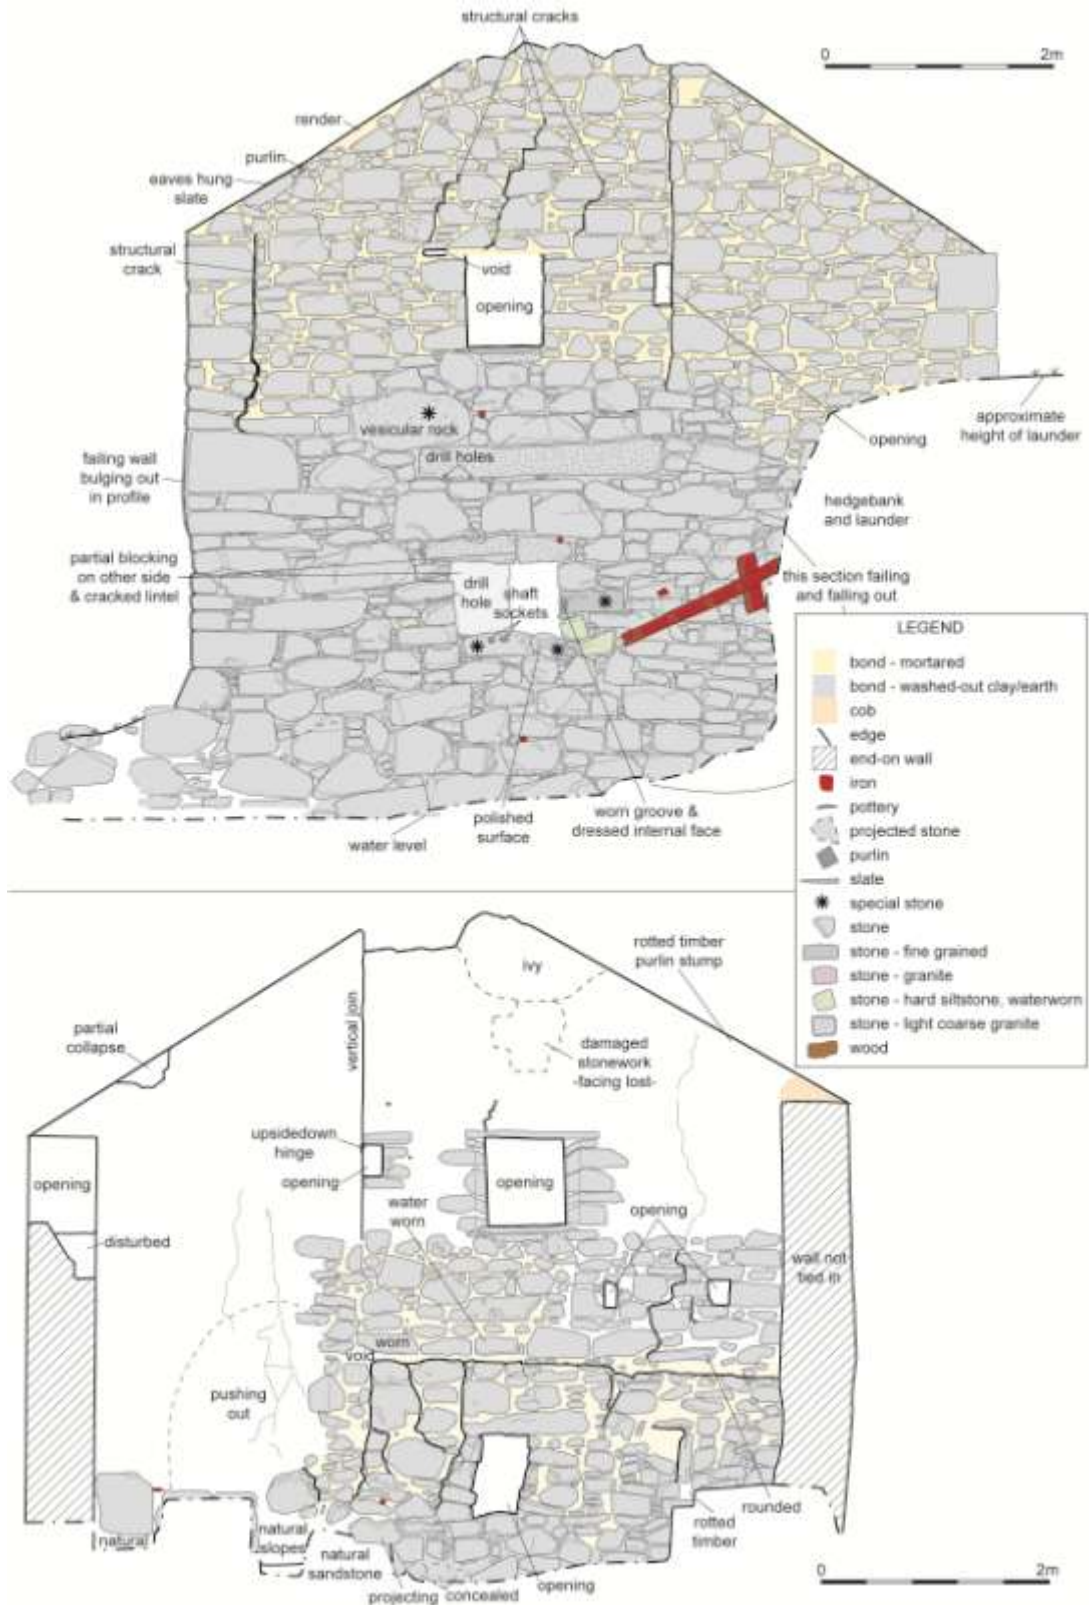 structural cracks
0 2m
render
purlin
eaves hung
slate
structural
crack
void
opening
vesicular rock
drill holes
approximate
height of launder
opening
failing wall
bulging out
in profile
hedgebank
and launder
partial blocking
on other side
& cracked lintel
drill
hole
shaft
sockets
this section failing
and falling out
polished
surface
worn groove &
dressed internal face
water level
LEGEND
bond - mortared
bond - washed-out clay/earth
cob
edge
end-on wall
iron
pottery
projected stone
purlin
slate
special stone
stone
stone - fine grained
stone - granite
stone - hard siltstone, waterworn
stone - light coarse granite
wood
ivy
rotted timber
purlin stump
vertical join
partial
collapse
damaged
stonework
-facing lost-
upsidedown
hinge
opening
opening
opening
water
worn
opening
disturbed
wall not
tied in
worn
void
pushing
out
rounded
rotted
timber
natural
natural
slopes
natural
sandstone
projecting
concealed
opening
0 2m